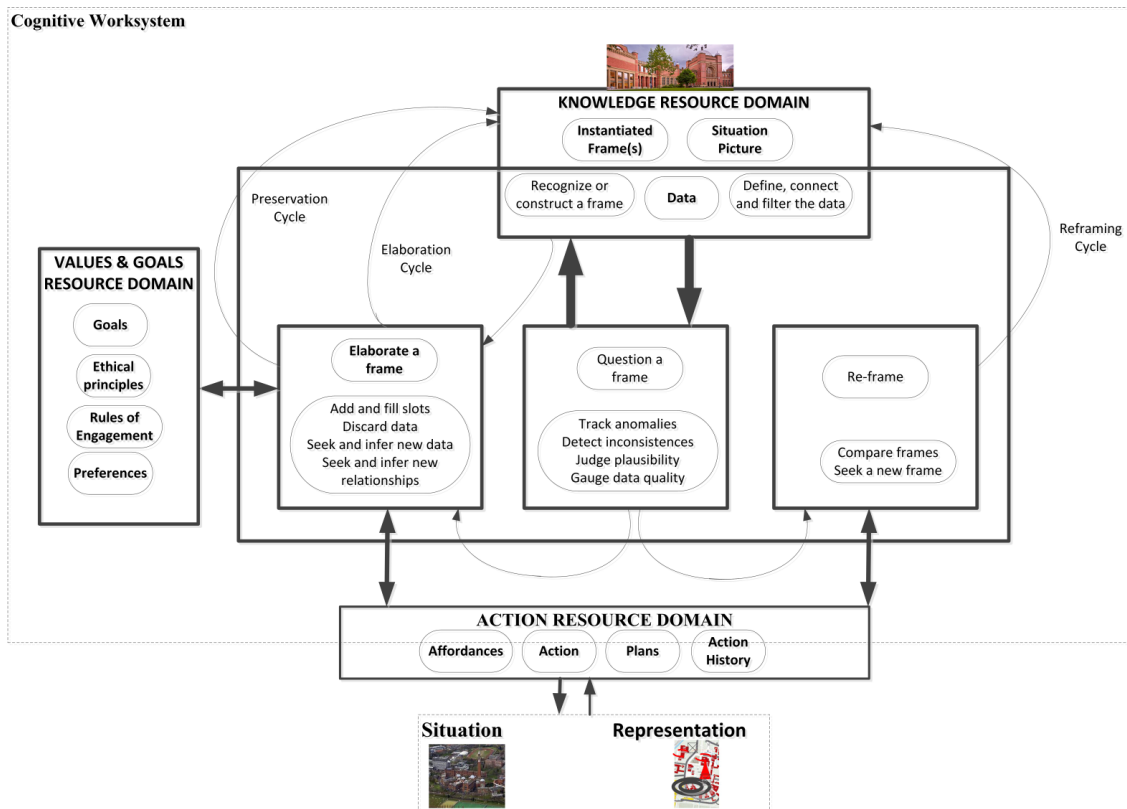 Cognitive Worksystem
KNOWLEDGE RESOURCE DOMAIN
Instantiated
Frame(s)
Situation
Picture
Recognize or
construct a frame
Data
Define, connect
and filter the data
Preservation
Cycle
Elaboration
Cycle
Reframing
Cycle
VALUES & GOALS
RESOURCE DOMAIN
Goals
Ethical
principles
Rules of
Engagement
Preferences
Elaborate a
frame
Add and fill slots
Discard data
Seek and infer new data
Seek and infer new
relationships
Question a
frame
Track anomalies
Detect inconsistences
Judge plausibility
Gauge data quality
Re-frame
Compare frames
Seek a new frame
ACTION RESOURCE DOMAIN
Affordances
Action
Plans
Action
History
Situation
Representation